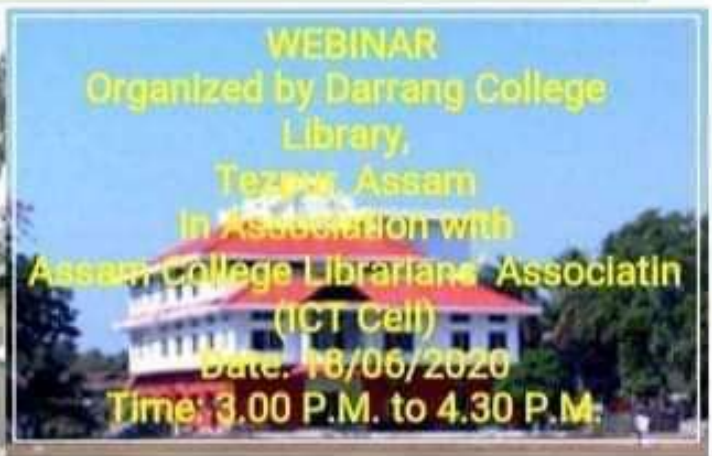 WEBINAR
Organized by Darrang College
Library,
Tezpur, Assam
In Association with
Assam College Librarians' Associatin
(ICT Cell)
Date: 18/06/2020
Time: 3.00 P.M. to 4.30 P.M.